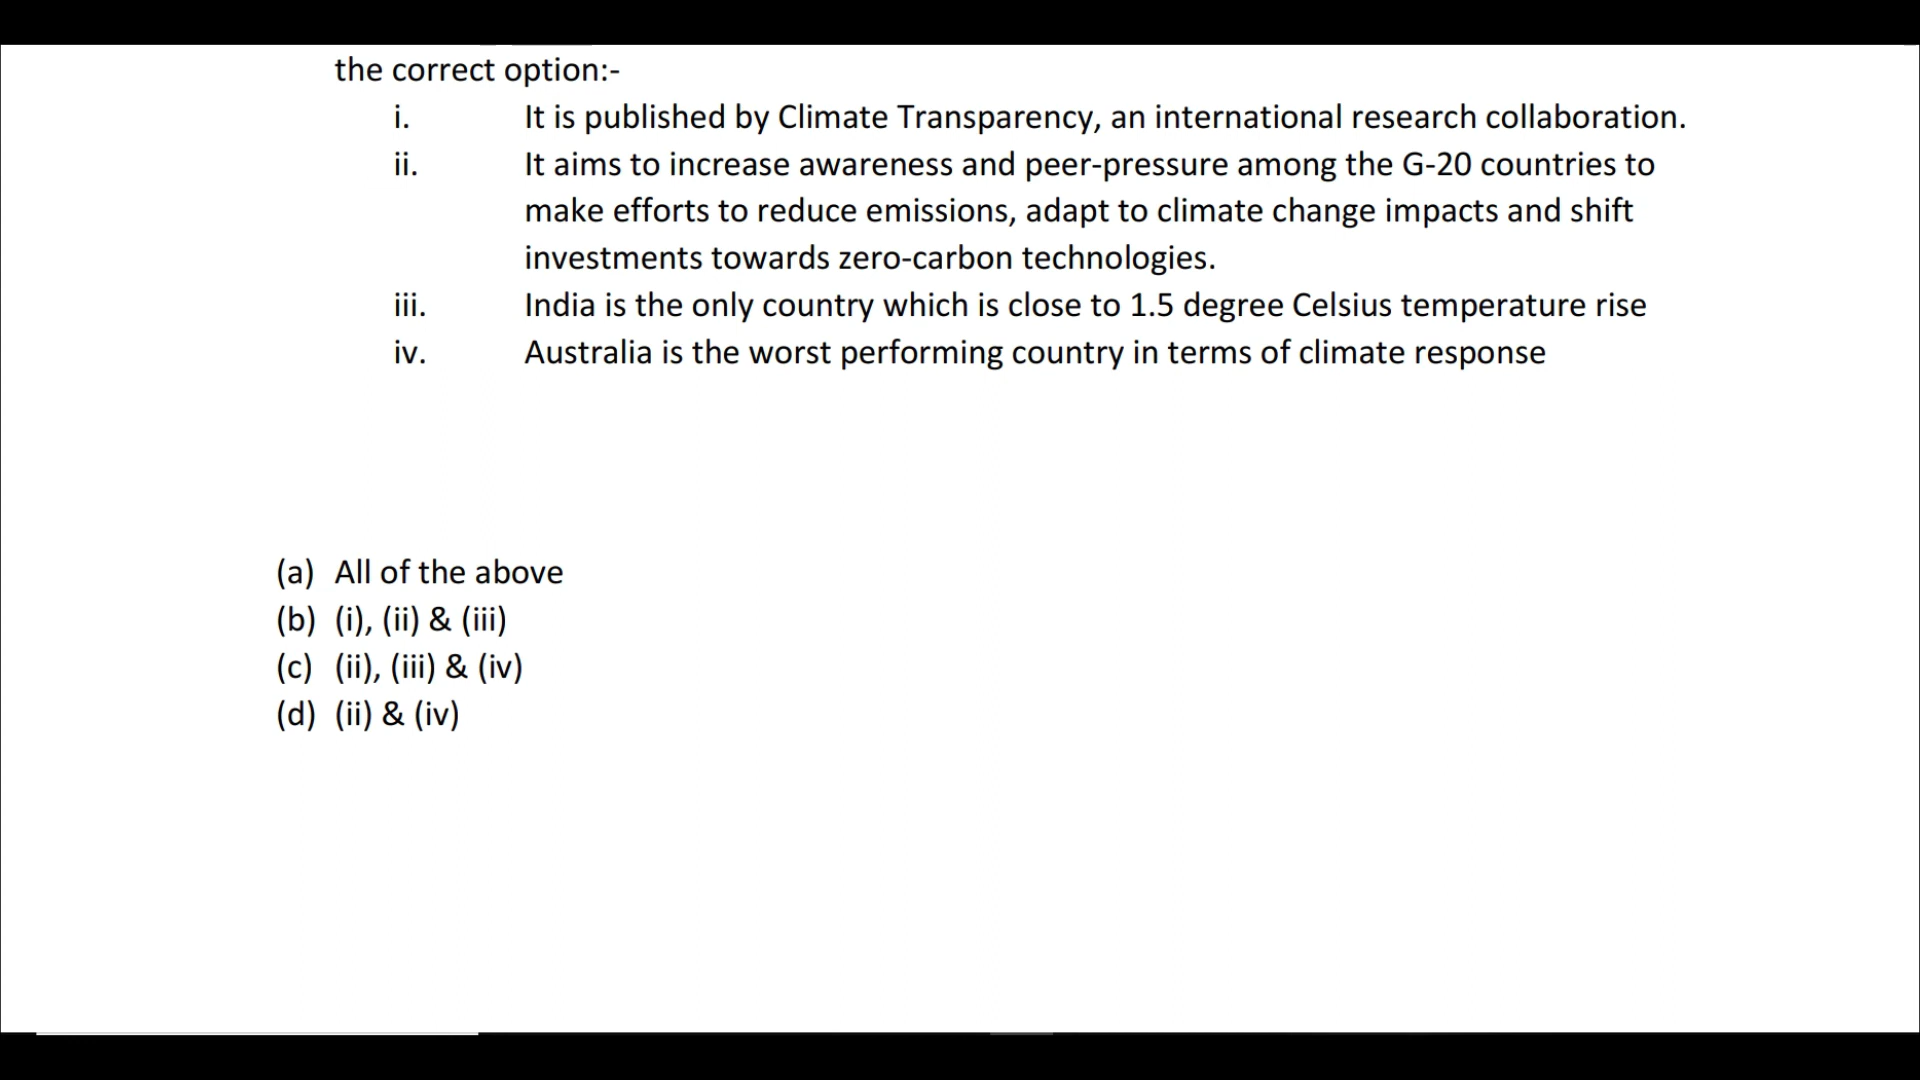 the correct option:-
i. It is published by Climate Transparency, an international research collaboration.
ii. It aims to increase awareness and peer-pressure among the G-20 countries to
make efforts to reduce emissions, adapt to climate change impacts and shift
investments towards zero-carbon technologies.
iii. India is the only country which is close to 1.5 degree Celsius temperature rise
iv. Australia is the worst performing country in terms of climate response
(a) All of the above
(b) (i), (ii) & (iii)
(c) (ii), (iii) & (iv)
(d) (ii) & (iv)